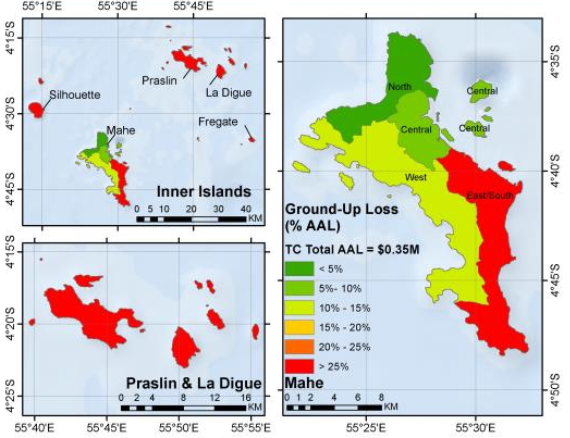 55°15'E 55°30'E 55°45'E
4°15'S
4°30'S
4°45'S
Praslin
La Digue
Silhouette
Fregate
Mahe
Inner Islands
0 5 10 20 30 40
KM
4°15'S
4°20'S
4°25'S
Praslin & La Digue
0 2 4 8 12 16
KM
55°40'E 55°45'E 55°50'E 55°55'E
4°35'S
4°40'S
4°45'S
4°50'S
North
Central
Central
Central
West
East/South
Ground-Up Loss
(% AAL)
TC Total AAL = $0.35M
< 5%
5%- 10%
10% - 15%
15% - 20%
20% - 25%
> 25%
Mahe
0 1 2 4 6 8
KM
55°25'E 55°30'E